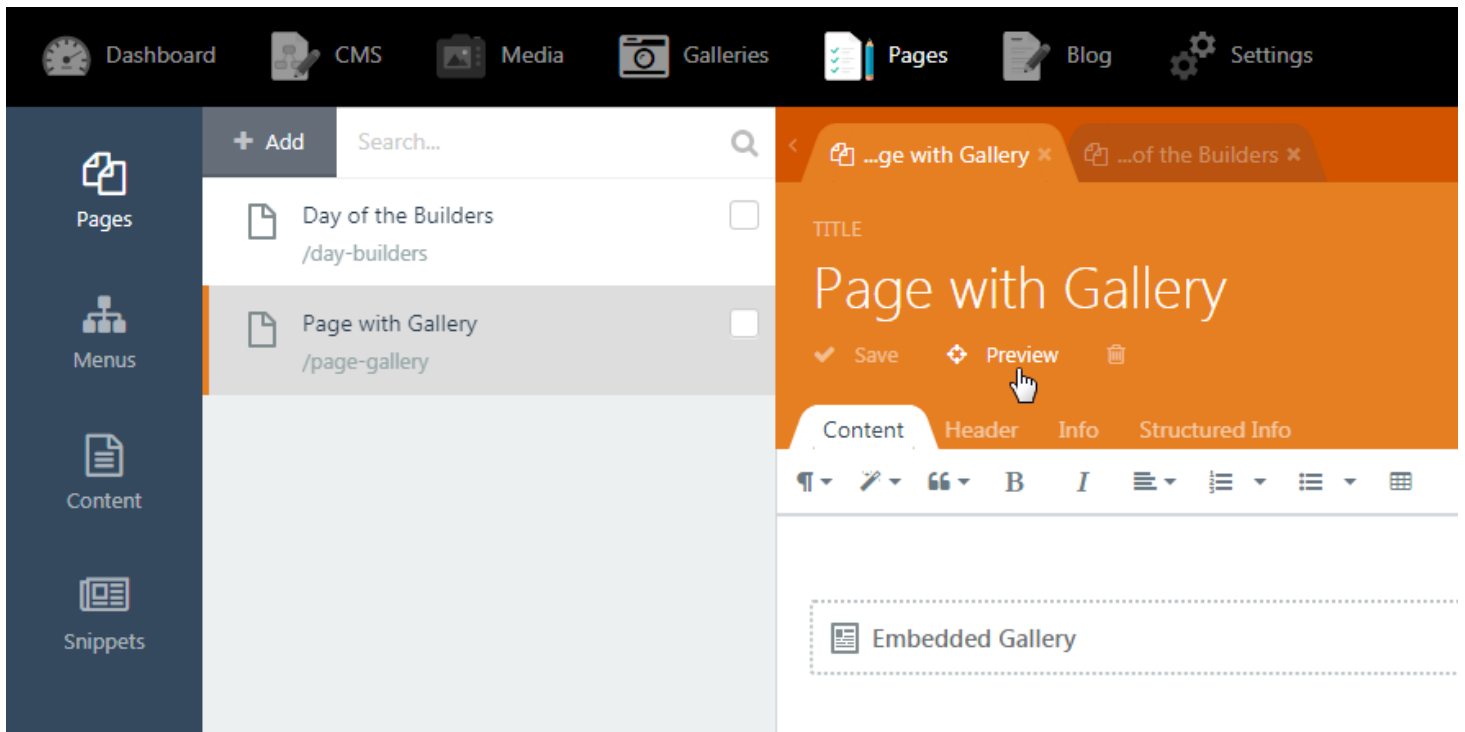 Dashboard CMS Media Galleries Pages Blog Settings
+ Add Search...
...ge with Gallery × ...of the Builders ×
Pages
Day of the Builders
/day-builders
TITLE
Page with Gallery
Menus
Page with Gallery
/page-gallery
Save Preview
Content Header Info Structured Info
B I
Content
Snippets
Embedded Gallery